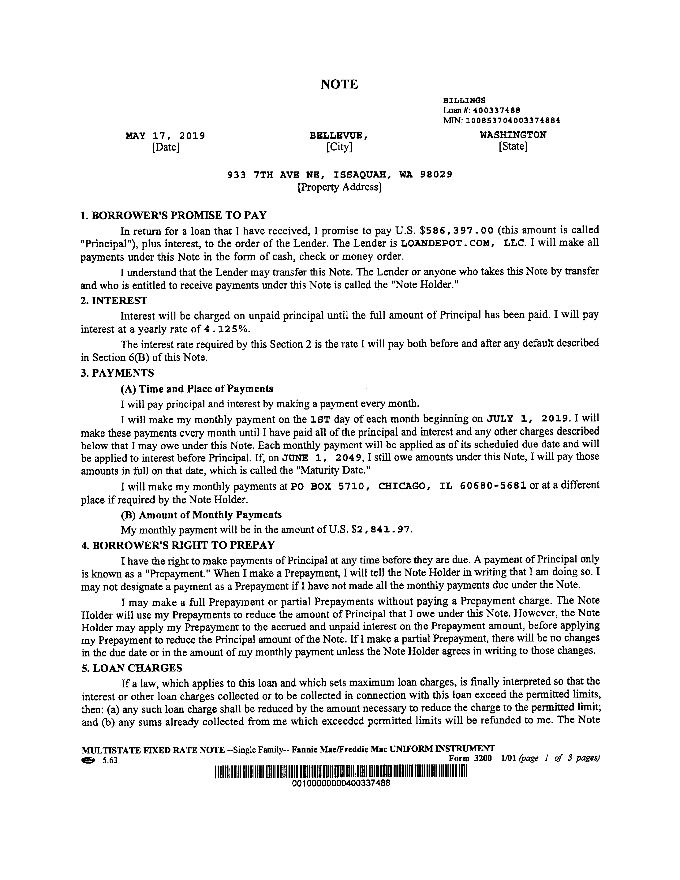 NOTE
BILLINGS
Loan #: 400337488
MIN: 100853704003374884
MAY 17, 2019 BELLEVUE, WASHINGTON
[Date] [City] [State]
933 7TH AVE NE, ISSAQUAH, WA 98029
[Property Address]
1. BORROWER'S PROMISE TO PAY
In return for a loan that I have received, I promise to pay U.S. $586,397.00 (this amount is called
"Principal"), plus interest, to the order of the Lender. The Lender is LOANDEPOT.COM, LLC. I will make all
payments under this Note in the form of cash, check or money order.
I understand that the Lender may transfer this Note. The Lender or anyone who takes this Note by transfer
and who is entitled to receive payments under this Note is called the "Note Holder."
2. INTEREST
Interest will be charged on unpaid principal until the full amount of Principal has been paid. I will pay
interest at a yearly rate of 4.125%.
The interest rate required by this Section 2 is the rate I will pay both before and after any default described
in Section 6(B) of this Note.
3. PAYMENTS
(A) Time and Place of Payments
I will pay principal and interest by making a payment every month.
I will make my monthly payment on the 1ST day of each month beginning on JULY 1, 2019. I will
make these payments every month until I have paid all of the principal and interest and any other charges described
below that I may owe under this Note. Each monthly payment will be applied as of its scheduled due date and will
be applied to interest before Principal. If, on JUNE 1, 2049, I still owe amounts under this Note, I will pay those
amounts in full on that date, which is called the "Maturity Date."
I will make my monthly payments at PO BOX 5710, CHICAGO, IL 60680-5681 or at a different
place if required by the Note Holder.
(B) Amount of Monthly Payments
My monthly payment will be in the amount of U.S. $2,841.97.
4. BORROWER'S RIGHT TO PREPAY
I have the right to make payments of Principal at any time before they are due. A payment of Principal only
is known as a "Prepayment." When I make a Prepayment, I will tell the Note Holder in writing that I am doing so. I
may not designate a payment as a Prepayment if I have not made all the monthly payments due under the Note.
I may make a full Prepayment or partial Prepayments without paying a Prepayment charge. The Note
Holder will use my Prepayments to reduce the amount of Principal that I owe under this Note. However, the Note
Holder may apply my Prepayment to the accrued and unpaid interest on the Prepayment amount, before applying
my Prepayment to reduce the Principal amount of the Note. If I make a partial Prepayment, there will be no changes
in the due date or in the amount of my monthly payment unless the Note Holder agrees in writing to those changes.
5. LOAN CHARGES
If a law, which applies to this loan and which sets maximum loan charges, is finally interpreted so that the
interest or other loan charges collected or to be collected in connection with this loan exceed the permitted limits,
then: (a) any such loan charge shall be reduced by the amount necessary to reduce the charge to the permitted limit;
and (b) any sums already collected from me which exceeded permitted limits will be refunded to me. The Note
MULTISTATE FIXED RATE NOTE --Single Family-- Fannie Mae/Freddie Mac UNIFORM INSTRUMENT
5.63 Form 3200 1/01 (page 1 of 3 pages)
00100000000400337488